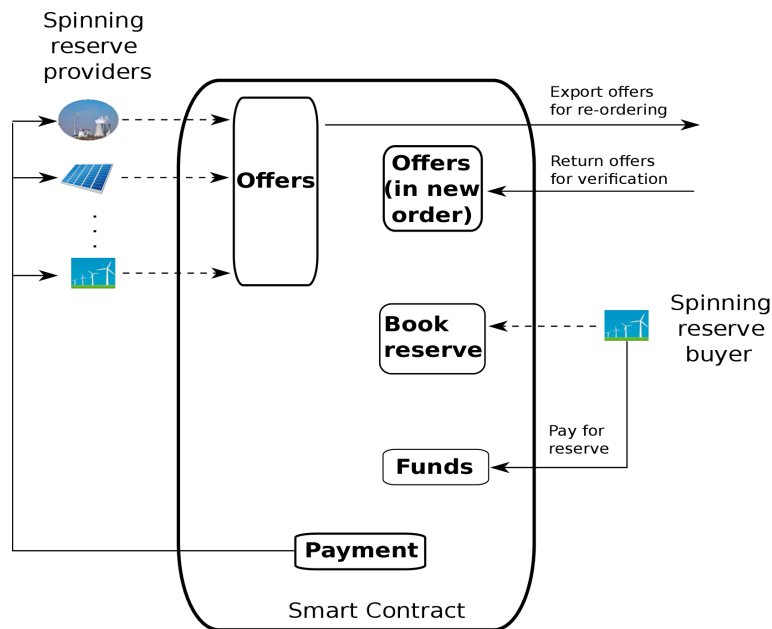 Spinning
reserve
providers
Export offers
for re-ordering
Offers
Offers
(in new
order)
Return offers
for verification
Book
reserve
Spinning
reserve
buyer
Pay for
reserve
Funds
Payment
Smart Contract